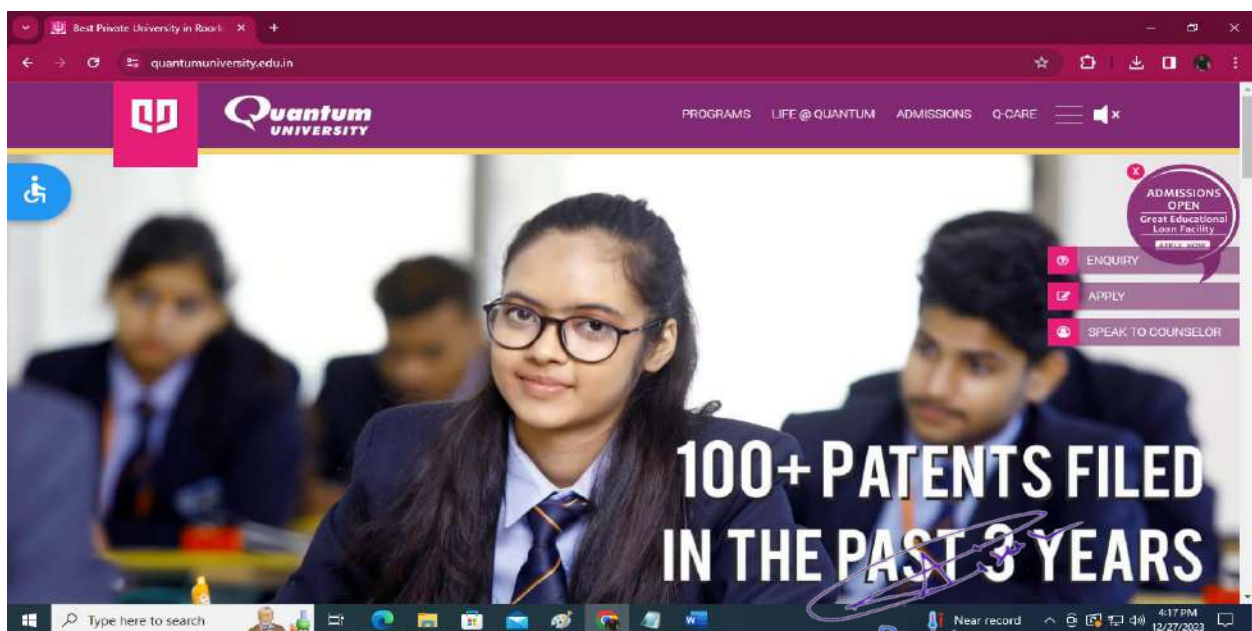 Best Private University in Roork
quantumuniversity.edu.in
Quantum
UNIVERSITY
PROGRAMS LIFE @ QUANTUM ADMISSIONS Q-CARE
X
ADMISSIONS
OPEN
Great Educational
Loan Facility
APPLY NOW
ENQUIRY
APPLY
SPEAK TO COUNSELOR
100+ PATENTS FILED
IN THE PAST 3 YEARS
Type here to search
Near record
4:17 PM
12/27/2023